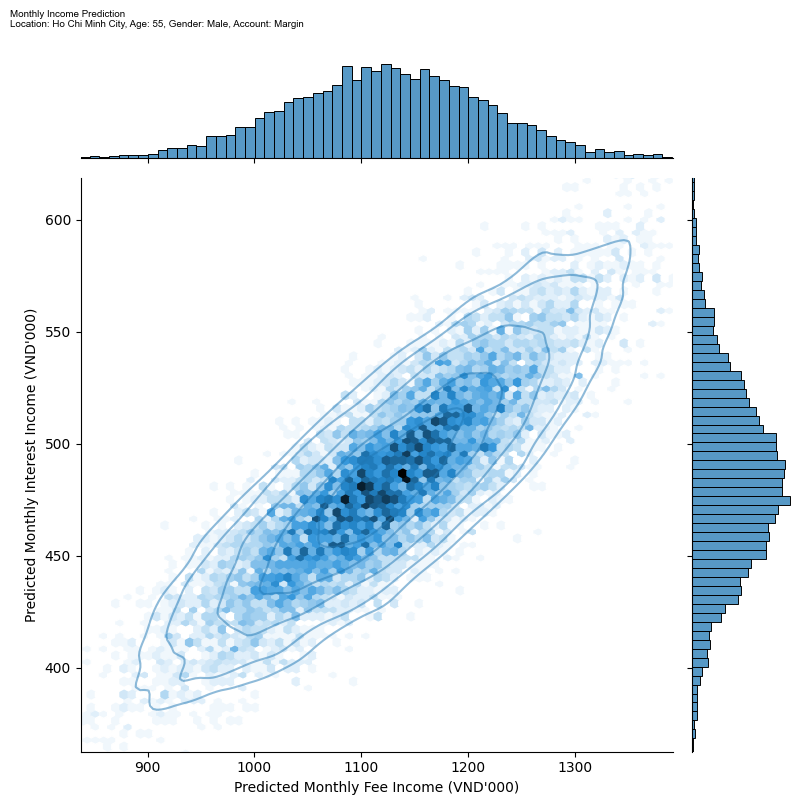 Monthly Income Prediction
Location: Ho Chi Minh City, Age: 55, Gender: Male, Account: Margin
600
550
500
450
400
Predicted Monthly Interest Income (VND'000)
900 1000 1100 1200 1300
Predicted Monthly Fee Income (VND'000)